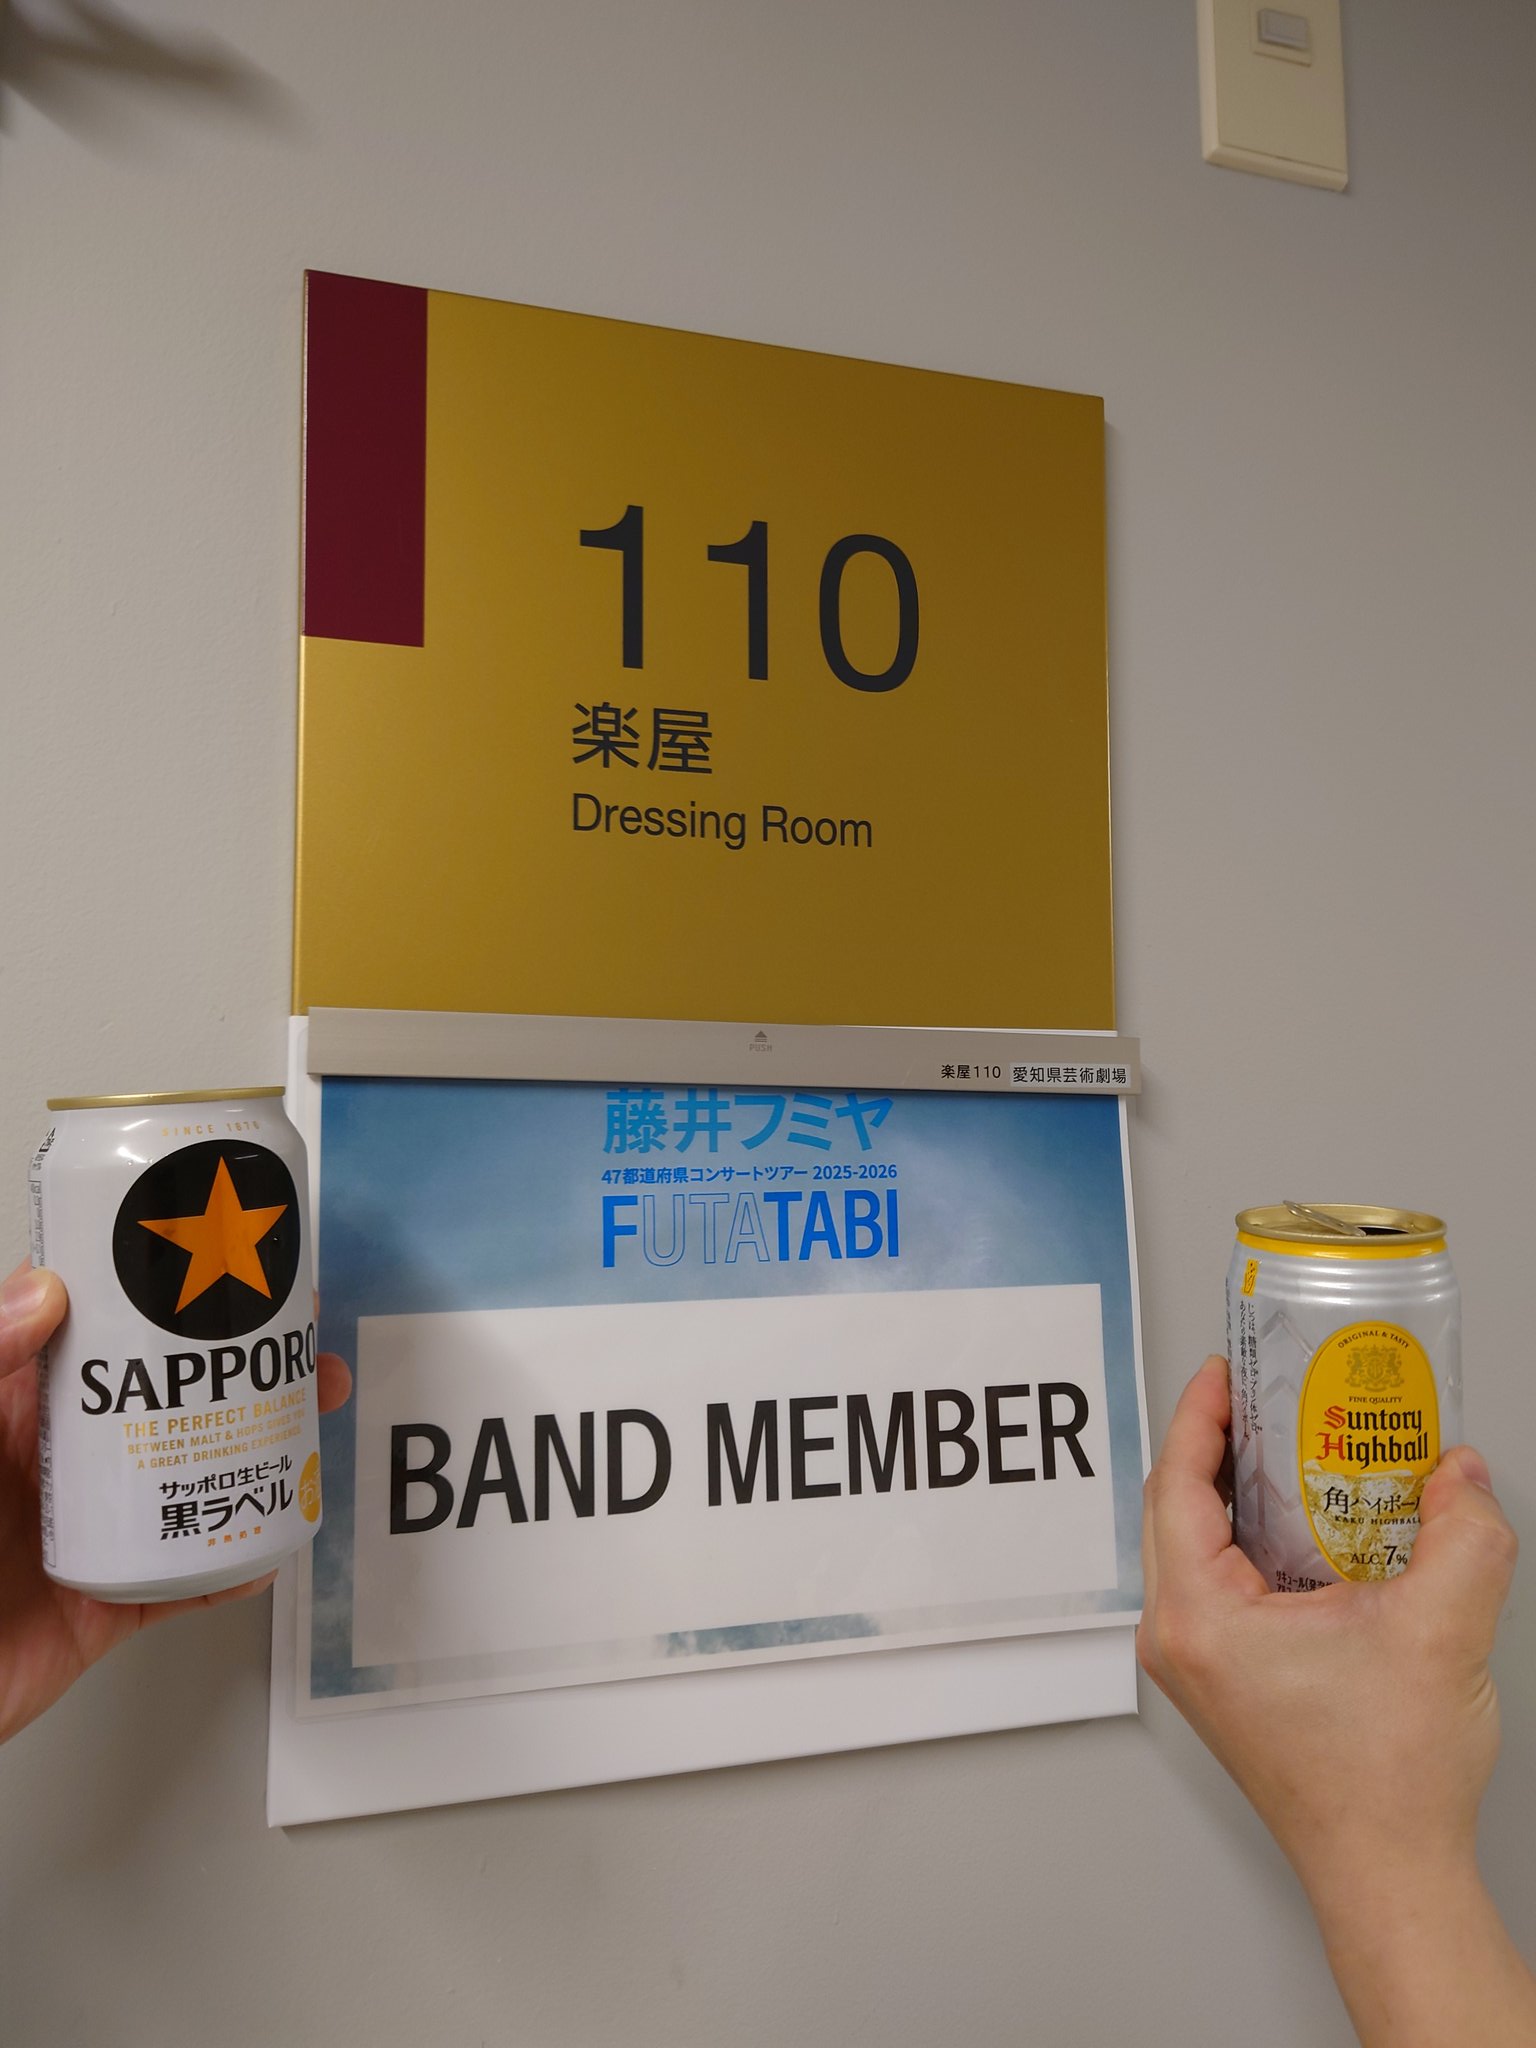 110
楽屋
Dressing Room
PUSH
楽屋110 愛知県芸術劇場
藤井フミヤ
47都道府県コンサートツアー 2025-2026
FUTATABI
BAND MEMBER
SINCE 1876
SAPPORO
THE PERFECT BALANCE
BETWEEN MALT & HOPS GIVES YOU
A GREAT DRINKING EXPERIENCE
サッポロ生ビール
黒ラベル
非熱処理
ORIGINAL & TASTY
FINE QUALITY
Suntory
Highball
角ハイボール
KAKU HIGHBALL
ALC.7%